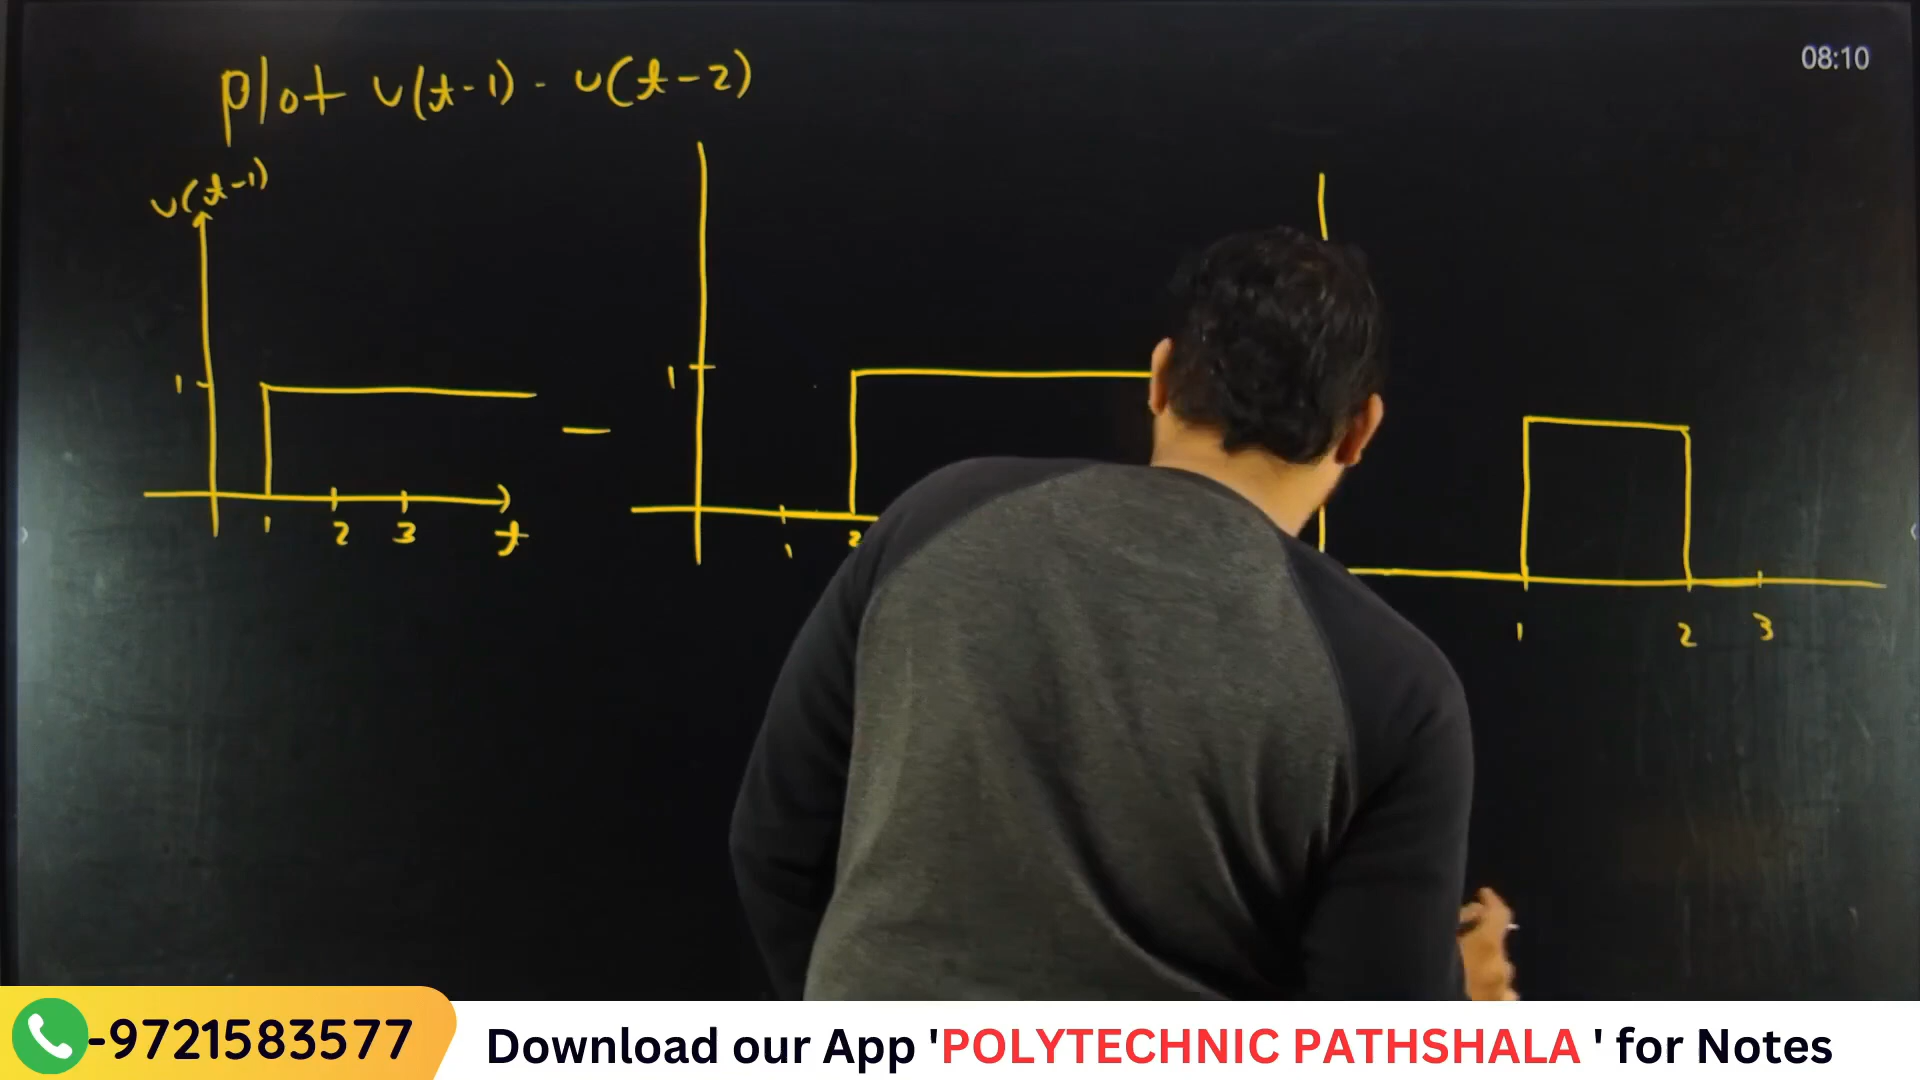 plot u(t-1) - u(t-2)
08:10
u(t-1)
1
1 2 3 t
-
1
1 2
1 2 3
-9721583577
Download our App 'POLYTECHNIC PATHSHALA ' for Notes